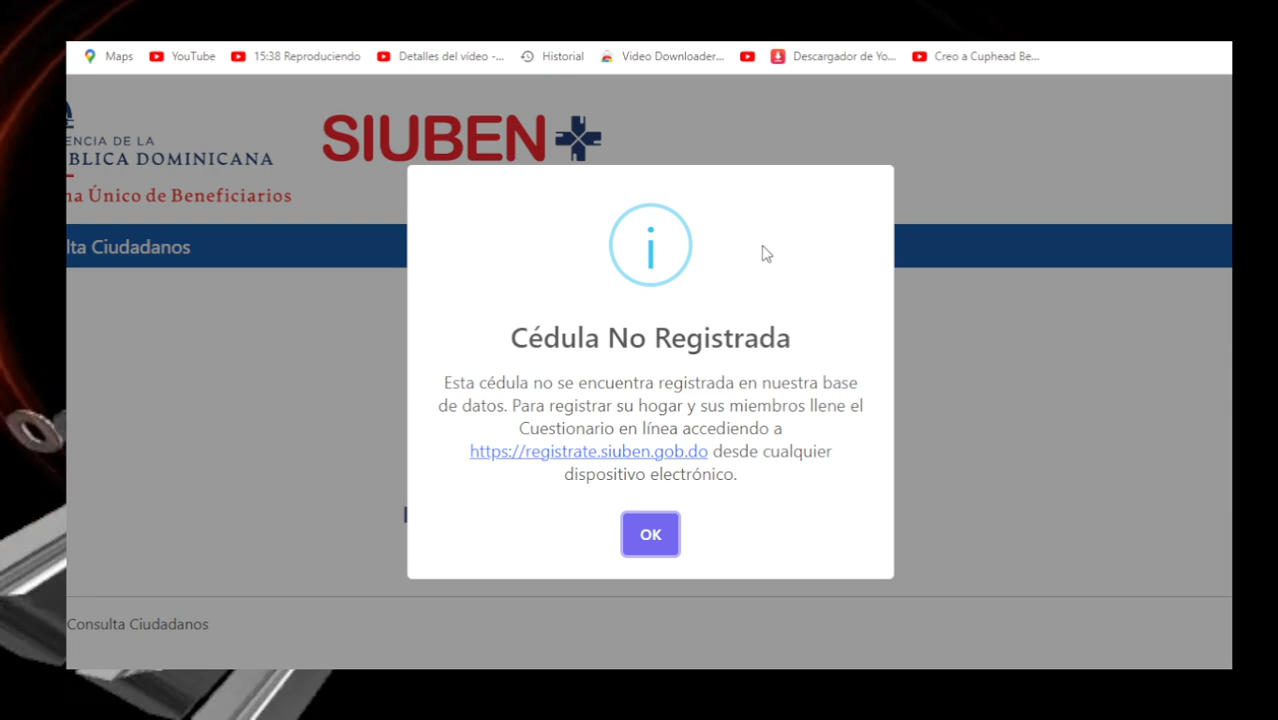 Maps YouTube 15:38 Reproduciendo Detalles del vídeo -... Historial Video Downloader... Descargador de Yo... Creo a Cuphead Be...
ENCIA DE LA
BLICA DOMINICANA
SIUBEN
na Único de Beneficiarios
lta Ciudadanos
i
Cédula No Registrada
Esta cédula no se encuentra registrada en nuestra base
de datos. Para registrar su hogar y sus miembros llene el
Cuestionario en línea accediendo a
https://registrate.siuben.gob.do desde cualquier
dispositivo electrónico.
OK
Consulta Ciudadanos